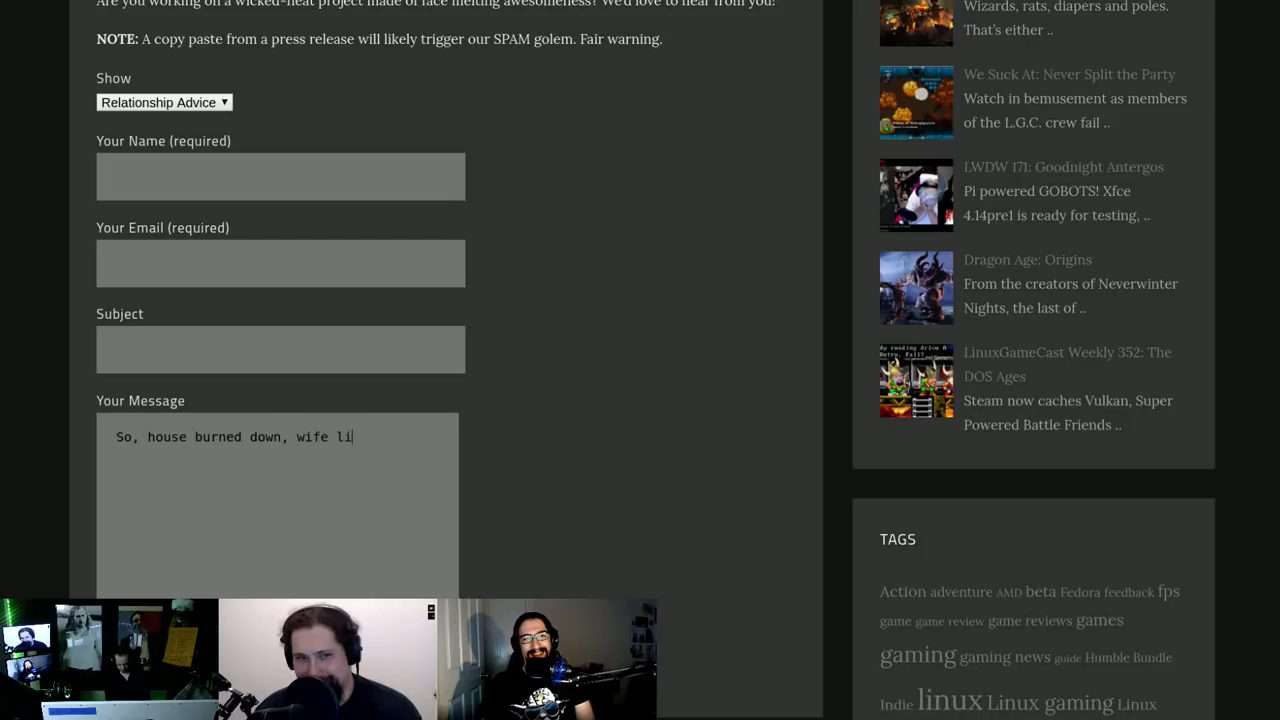 Are you working on a wicked-neat project made of face melting awesomeness? We'd love to hear from you!
NOTE: A copy paste from a press release will likely trigger our SPAM golem. Fair warning.
Show
Relationship Advice
Your Name (required)
Your Email (required)
Subject
Your Message
So, house burned down, wife li
Wizards, rats, diapers and poles.
That's either ..
We Suck At: Never Split the Party
Watch in bemusement as members
of the L.G.C. crew fail ..
LWDW 171: Goodnight Antergos
Pi powered GOBOTS! Xfce
4.14pre1 is ready for testing, ..
Dragon Age: Origins
From the creators of Neverwinter
Nights, the last of ..
LinuxGameCast Weekly 352: The
DOS Ages
Steam now caches Vulkan, Super
Powered Battle Friends ..
TAGS
Action adventure AMD beta Fedora feedback fps
game game review game reviews games
gaming gaming news guide Humble Bundle
Indie linux Linux gaming Linux